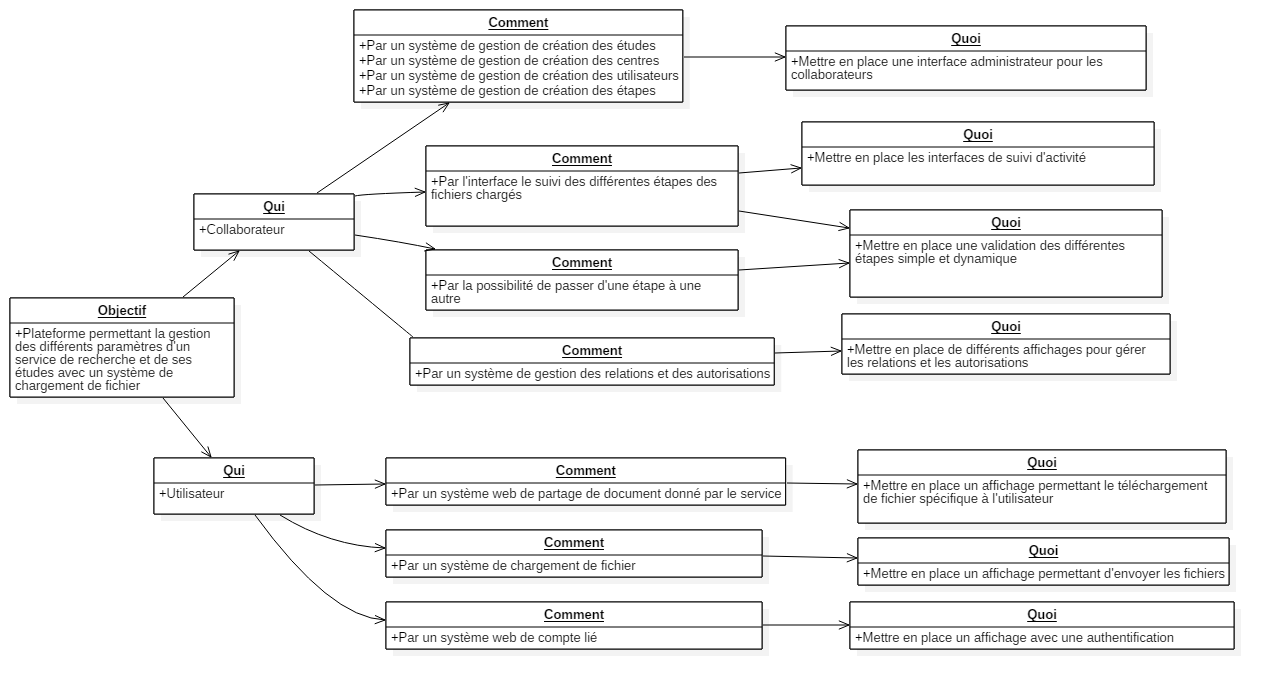 Comment
+Par un système de gestion de création des études
+Par un système de gestion de création des centres
+Par un système de gestion de création des utilisateurs
+Par un système de gestion de création des étapes
Quoi
+Mettre en place une interface administrateur pour les
collaborateurs
Comment
+Par l'interface le suivi des différentes étapes des
fichiers chargés
Quoi
+Mettre en place les interfaces de suivi d'activité
Qui
+Collaborateur
Quoi
+Mettre en place une validation des différentes
étapes simple et dynamique
Comment
+Par la possibilité de passer d'une étape à une
autre
Objectif
+Plateforme permettant la gestion
des différents paramètres d'un
service de recherche et de ses
études avec un système de
chargement de fichier
Comment
+Par un système de gestion des relations et des autorisations
Quoi
+Mettre en place de différents affichages pour gérer
les relations et les autorisations
Qui
+Utilisateur
Comment
+Par un système web de partage de document donné par le service
Quoi
+Mettre en place un affichage permettant le téléchargement
de fichier spécifique à l'utilisateur
Comment
+Par un système de chargement de fichier
Quoi
+Mettre en place un affichage permettant d'envoyer les fichiers
Comment
+Par un système web de compte lié
Quoi
+Mettre en place un affichage avec une authentification